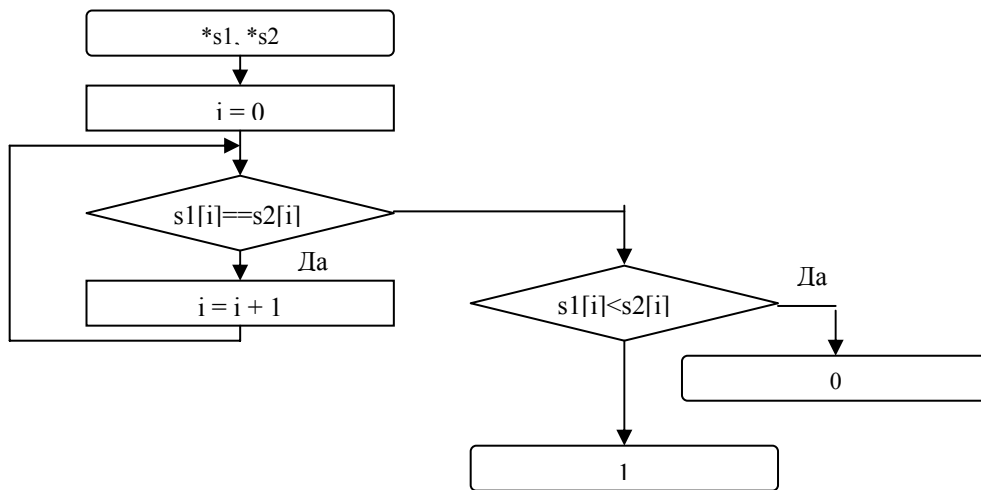 *s1, *s2
i = 0
s1[i]==s2[i]
Да
i = i + 1
s1[i]<s2[i]
Да
0
1